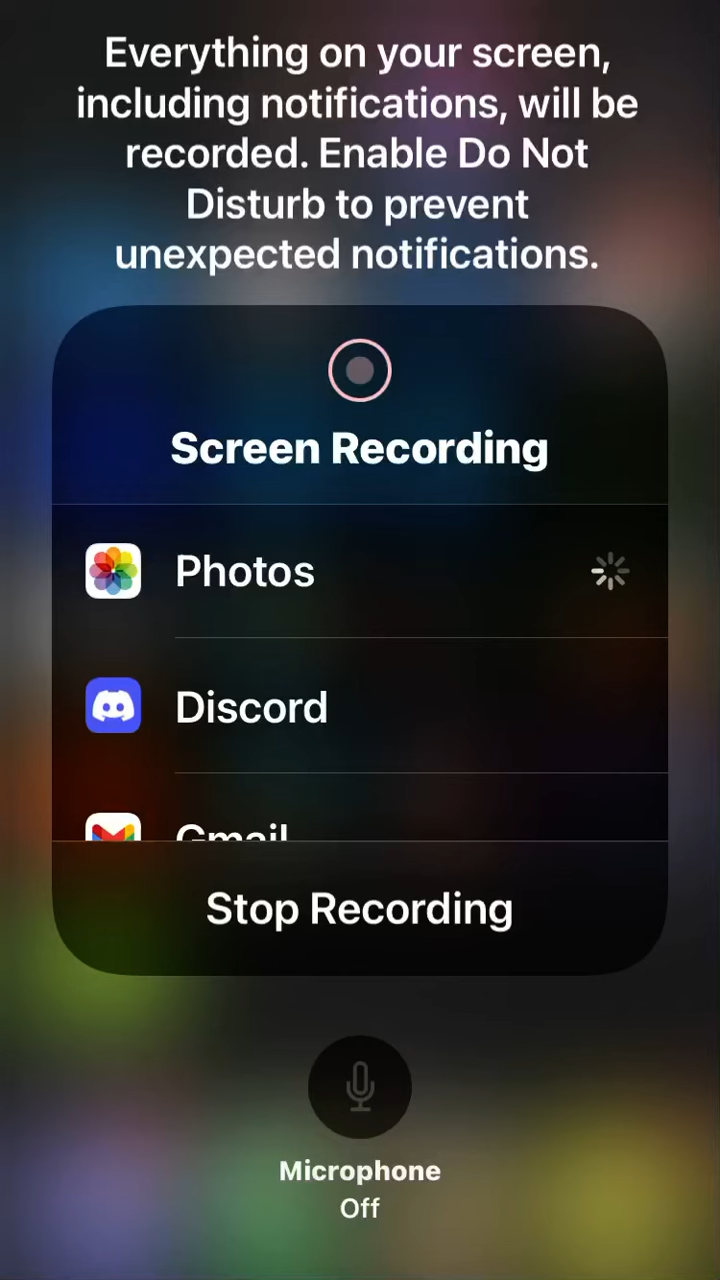 Everything on your screen,
including notifications, will be
recorded. Enable Do Not
Disturb to prevent
unexpected notifications.
Screen Recording
Photos
Discord
Gmail
Stop Recording
Microphone
Off